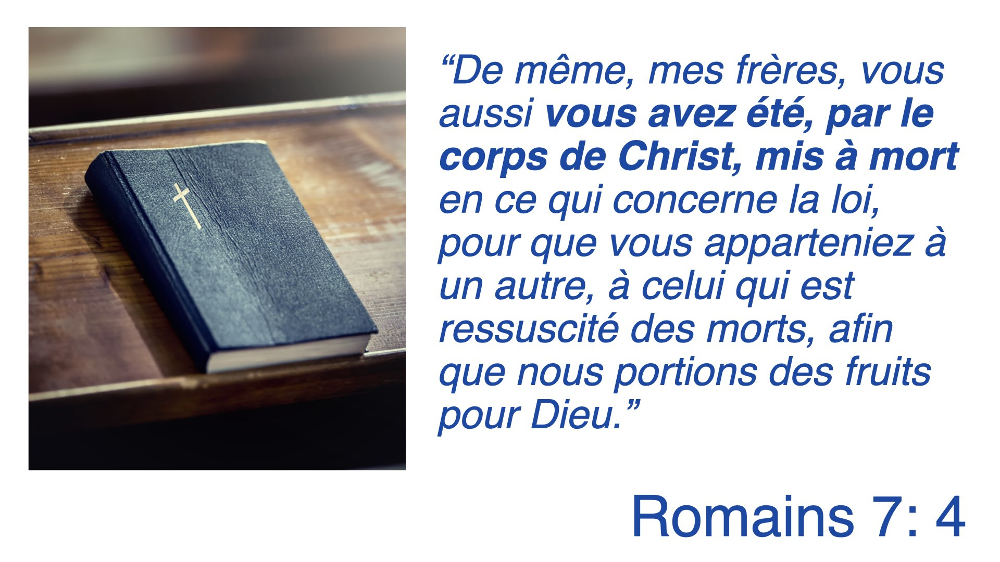 “De même, mes frères, vous
aussi vous avez été, par le
corps de Christ, mis à mort
en ce qui concerne la loi,
pour que vous apparteniez à
un autre, à celui qui est
ressuscité des morts, afin
que nous portions des fruits
pour Dieu.”
Romains 7: 4